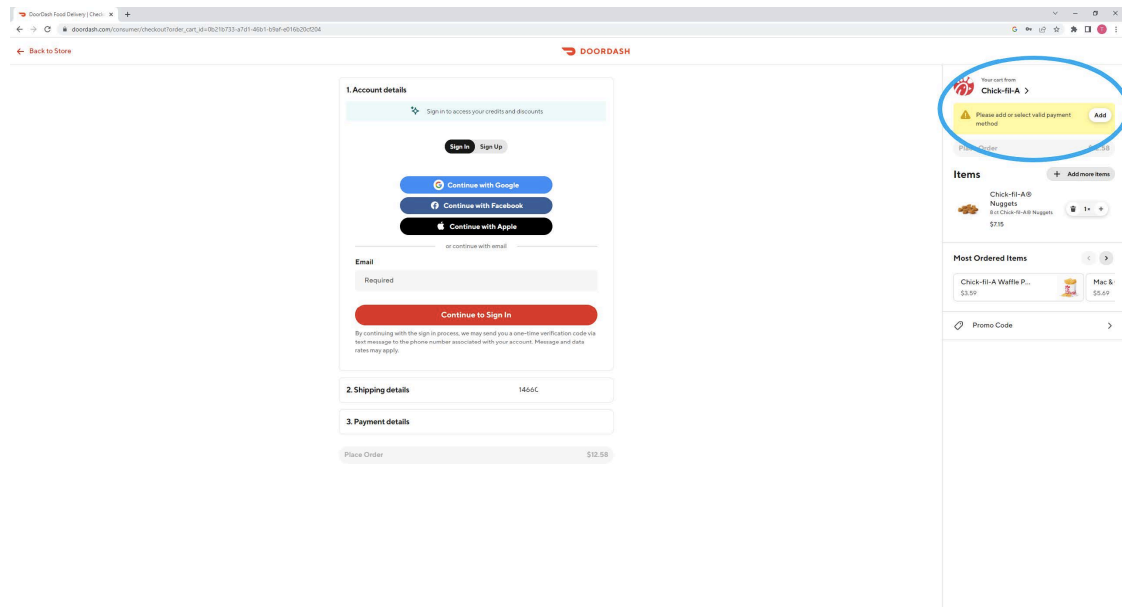 DoorDash Food Delivery | Check
doordash.com/consumer/checkout?order_cart_id=0b21b733-a7d1-46b1-b9ef-e016b20cf204
Back to Store
DOORDASH
1. Account details
Sign in to access your credits and discounts
Sign In Sign Up
Continue with Google
Continue with Facebook
Continue with Apple
or continue with email
Email
Required
Continue to Sign In
By continuing with the sign in process, we may send you a one-time verification code via
text message to the phone number associated with your account. Message and data
rates may apply.
2. Shipping details 1466C
3. Payment details
Place Order $12.58
Your cart from
Chick-fil-A
Please add or select valid payment
method
Add
Place Order $12.58
Items
+ Add more items
Chick-fil-A®
Nuggets
8 ct Chick-fil-A® Nuggets
$7.15
1× +
Most Ordered Items
Chick-fil-A Waffle P...
$3.59
Mac &
$5.69
Promo Code